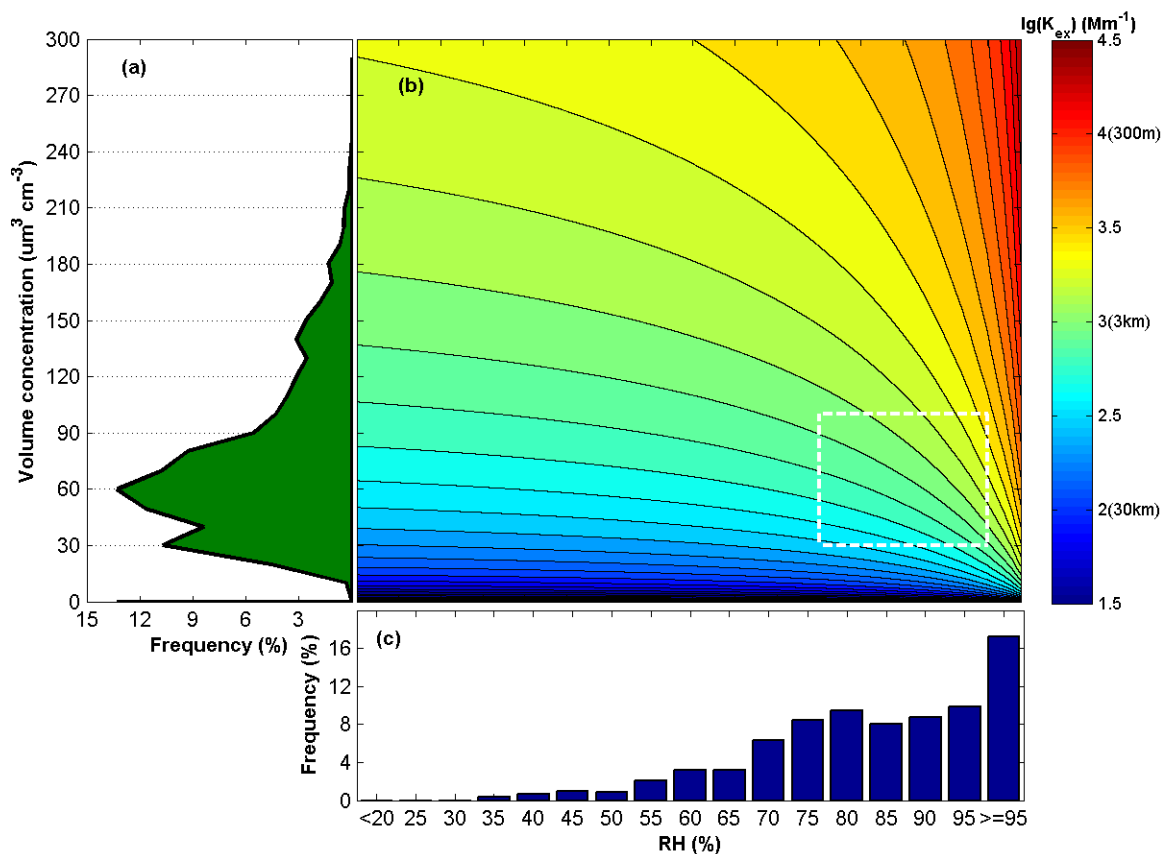 lg(K_ex) (Mm^-1)
(a)
(b)
Volume concentration (um^3 cm^-3)
300
270
240
210
180
150
120
90
60
30
0
15 12 9 6 3
Frequency (%)
4.5
4(300m)
3.5
3(3km)
2.5
2(30km)
1.5
(c)
Frequency (%)
16
12
8
4
0
<20 25 30 35 40 45 50 55 60 65 70 75 80 85 90 95 >=95
RH (%)